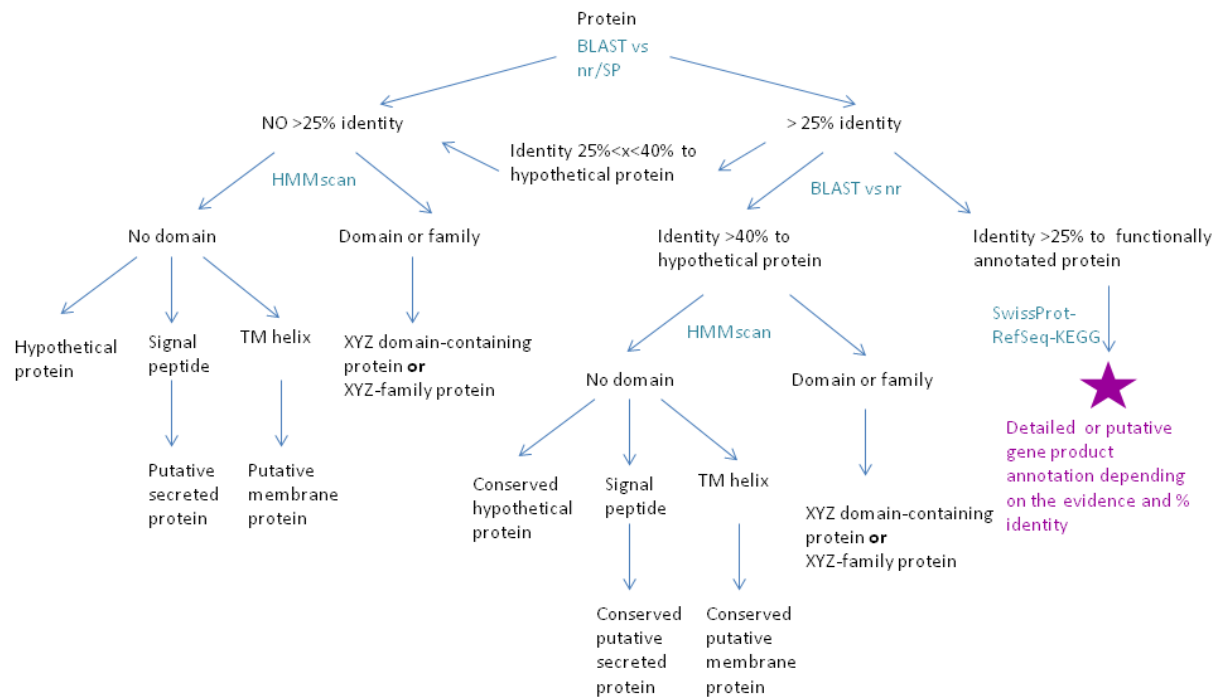 Protein
BLAST vs
nr/SP
NO >25% identity
> 25% identity
Identity 25%<x<40% to
hypothetical protein
HMMscan
BLAST vs nr
No domain
Domain or family
Identity >40% to
hypothetical protein
Identity >25% to functionally
annotated protein
Hypothetical
protein
Signal
peptide
TM helix
XYZ domain-containing
protein or
XYZ-family protein
HMMscan
SwissProt-
RefSeq-KEGG
No domain
Domain or family
Putative
secreted
protein
Putative
membrane
protein
Detailed or putative
gene product
annotation depending
on the evidence and %
identity
Conserved
hypothetical
protein
Signal
peptide
TM helix
XYZ domain-containing
protein or
XYZ-family protein
Conserved
putative
secreted
protein
Conserved
putative
membrane
protein